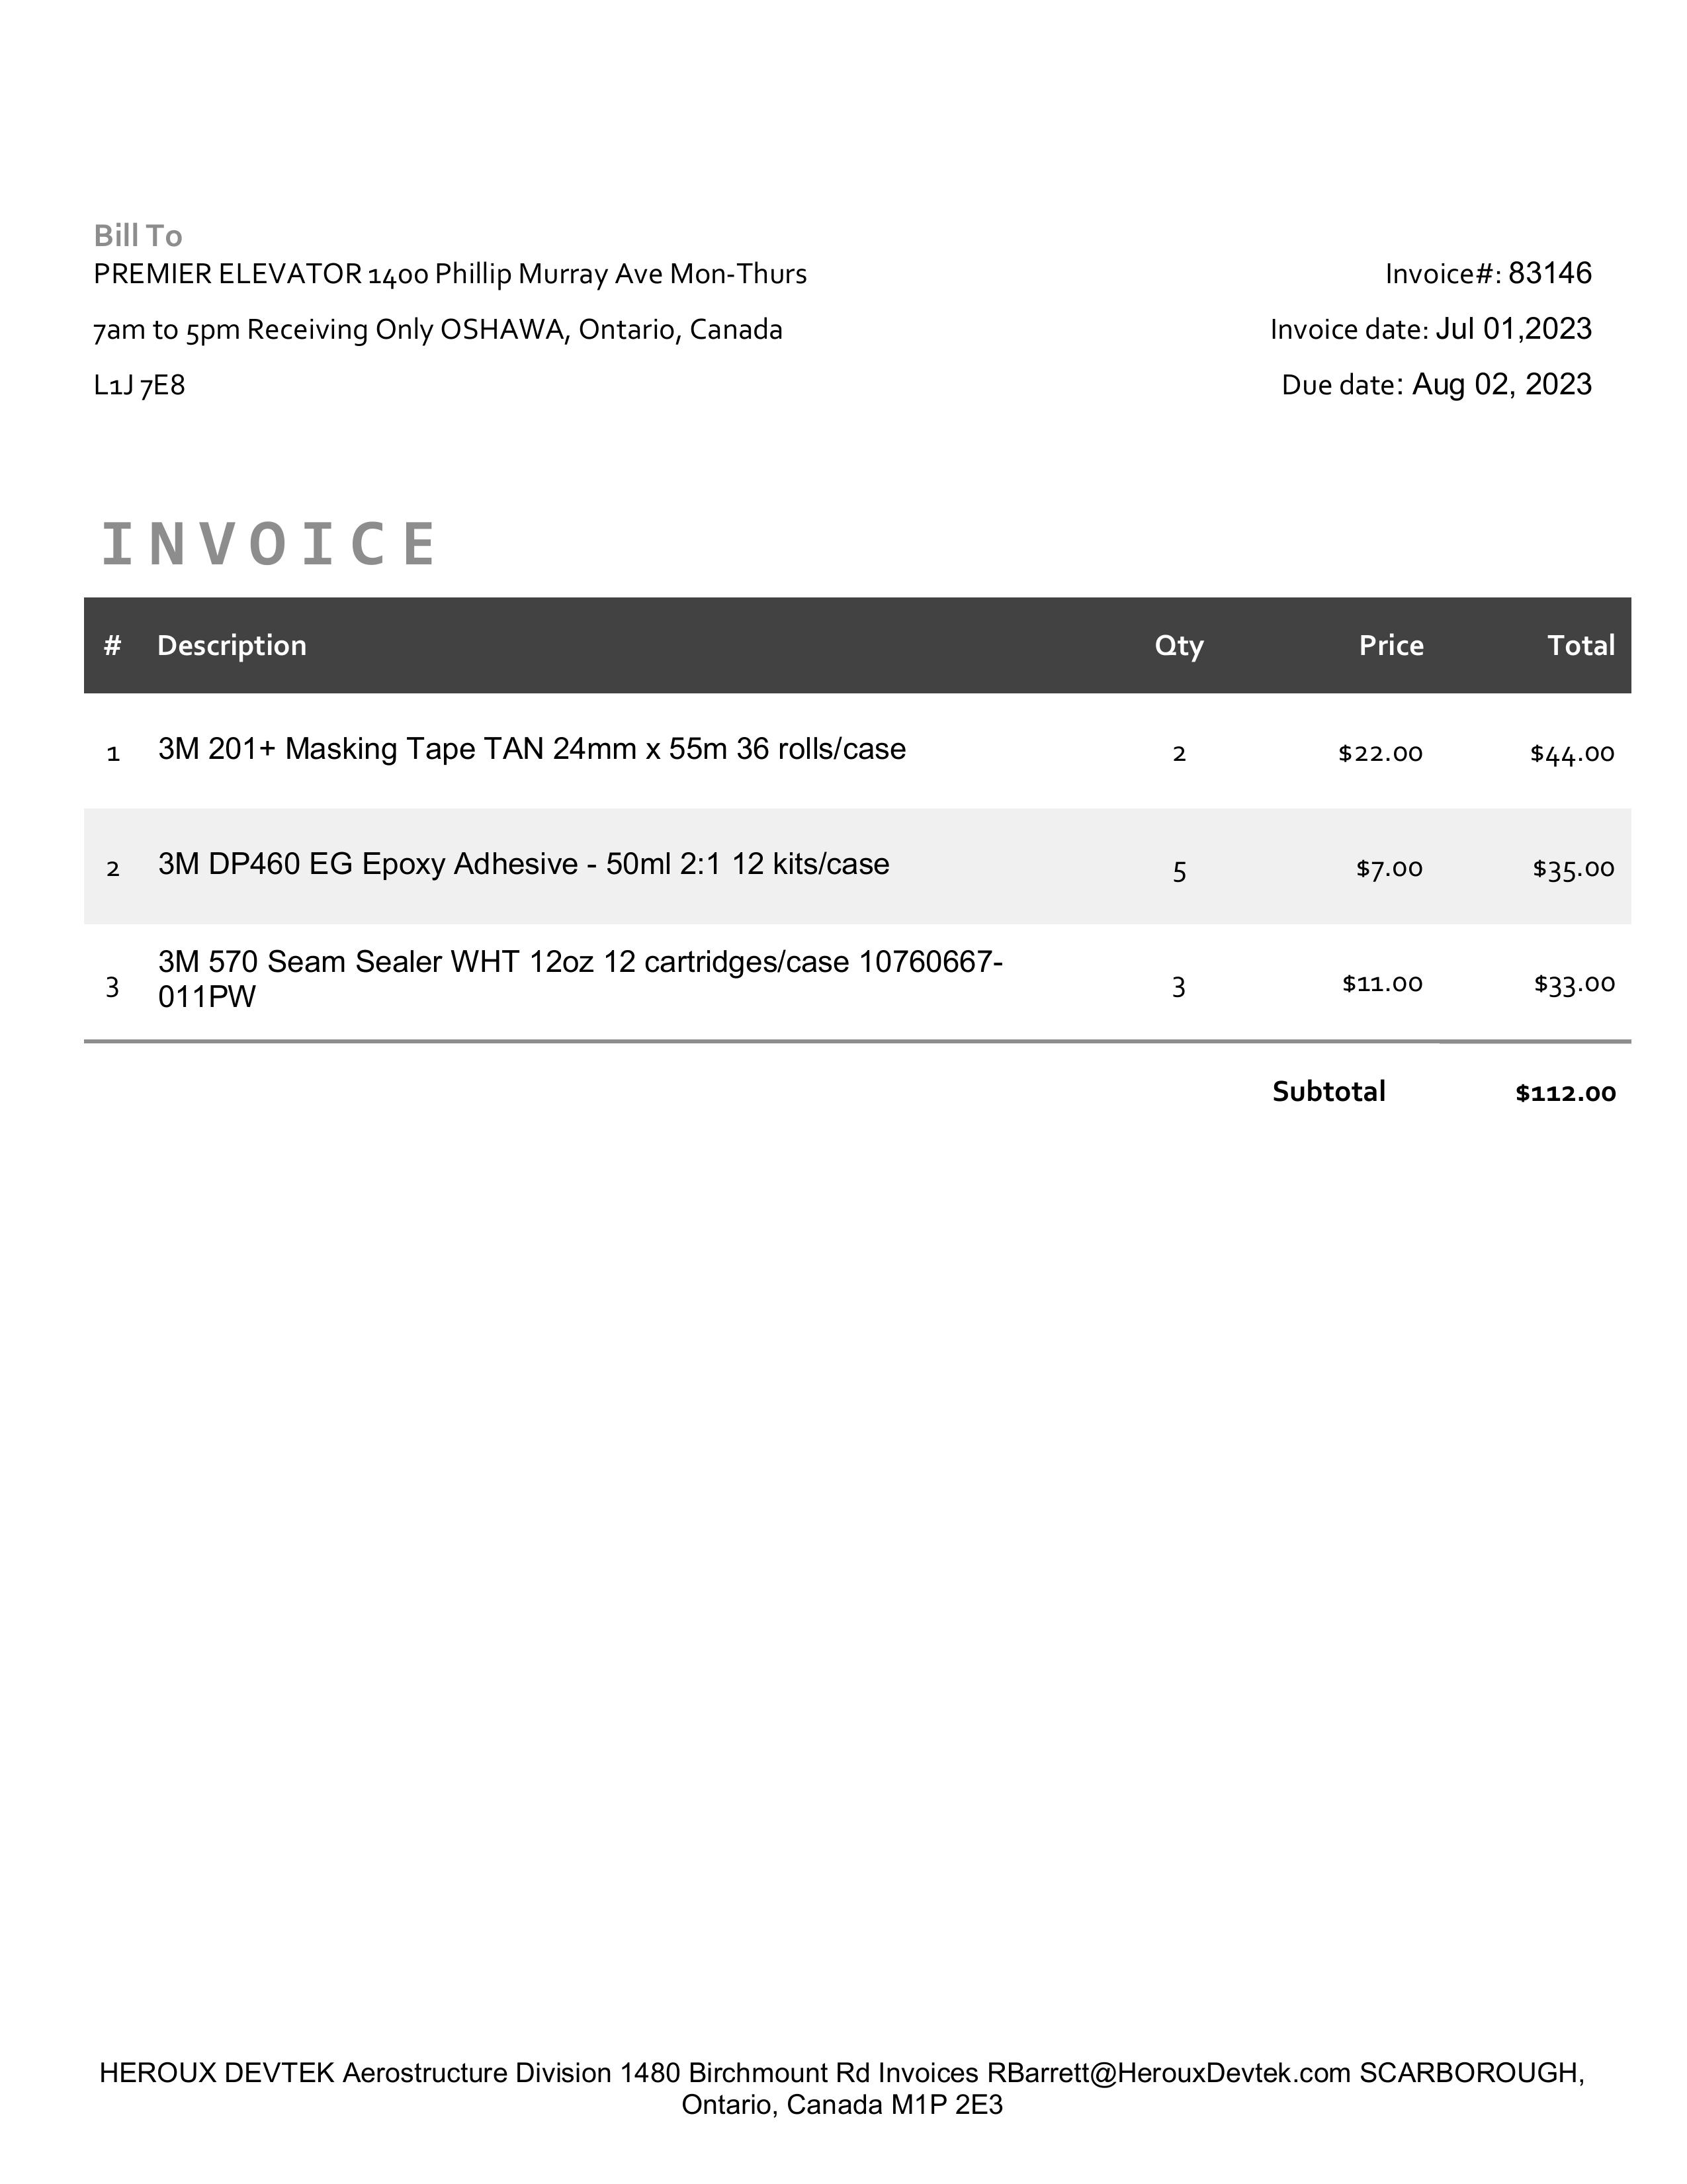 Bill To
PREMIER ELEVATOR 1400 Phillip Murray Ave Mon-Thurs
7am to 5pm Receiving Only OSHAWA, Ontario, Canada
L1J 7E8
Invoice#: 83146
Invoice date: Jul 01,2023
Due date: Aug 02, 2023
INVOICE
# Description Qty Price Total
1 3M 201+ Masking Tape TAN 24mm x 55m 36 rolls/case 2 $22.00 $44.00
2 3M DP460 EG Epoxy Adhesive - 50ml 2:1 12 kits/case 5 $7.00 $35.00
3 3M 570 Seam Sealer WHT 12oz 12 cartridges/case 10760667-
011PW 3 $11.00 $33.00
Subtotal $112.00
HEROUX DEVTEK Aerostructure Division 1480 Birchmount Rd Invoices RBarrett@HerouxDevtek.com SCARBOROUGH,
Ontario, Canada M1P 2E3